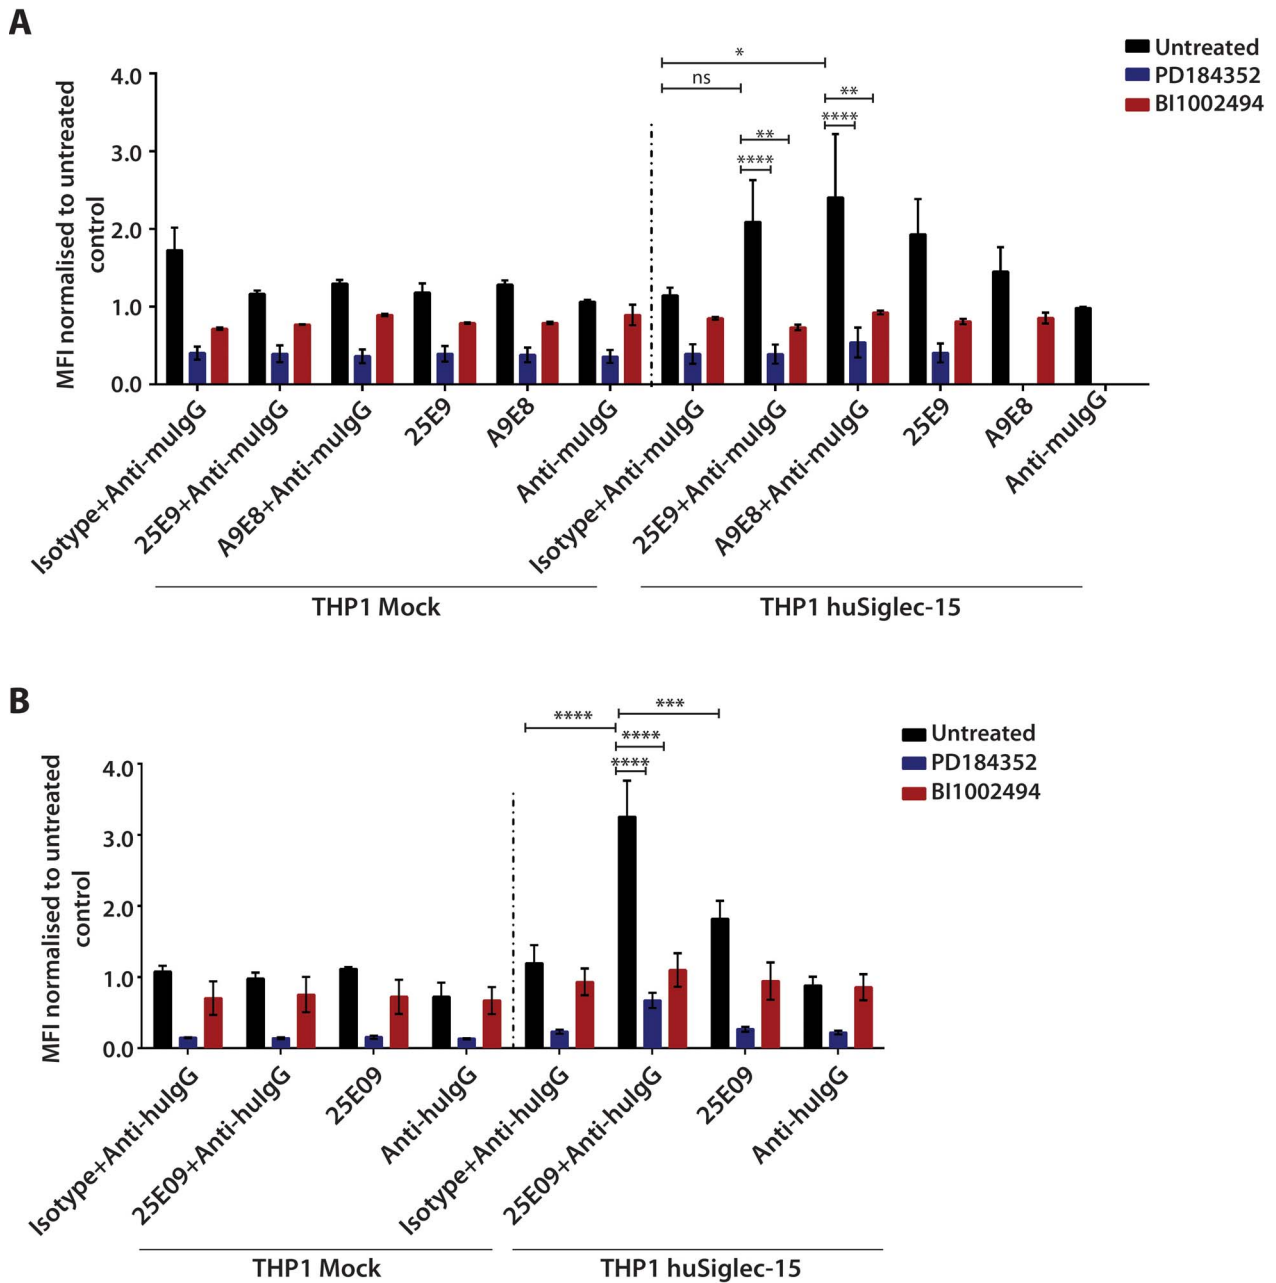 A
Untreated
PD184352
BI1002494
MFI normalised to untreated
control
4.0
3.0
2.0
1.0
0.0
*
ns
**
****
**
****
Isotype+Anti-muIgG
25E9+Anti-muIgG
A9E8+Anti-muIgG
25E9
A9E8
Anti-muIgG
Isotype+Anti-muIgG
25E9+Anti-muIgG
A9E8+Anti-muIgG
25E9
A9E8
Anti-muIgG
THP1 Mock
THP1 huSiglec-15
B
Untreated
PD184352
BI1002494
MFI normalised to untreated
control
4.0
3.0
2.0
1.0
0.0
****
***
****
****
Isotype+Anti-huIgG
25E09+Anti-huIgG
25E09
Anti-huIgG
Isotype+Anti-huIgG
25E09+Anti-huIgG
25E09
Anti-huIgG
THP1 Mock
THP1 huSiglec-15